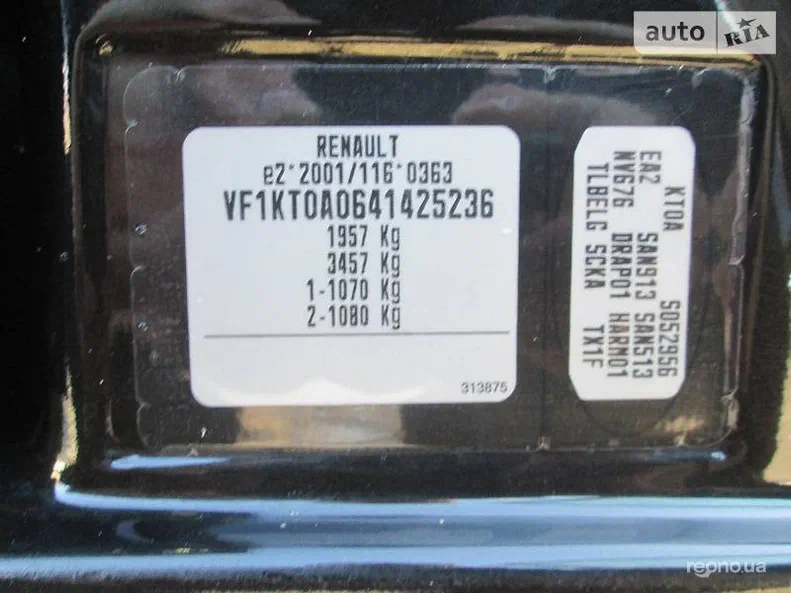 auto RIA
RENAULT
e2*2001/116*0363
VF1KT0A0641425236
1957 Kg
3457 Kg
1-1070 Kg
2-1080 Kg
313875
KT0A S052956
EA2 SAN913 SAN513
NV676 DRAP01 HARM01
TLBELG SCKA TX1F
reono.ua